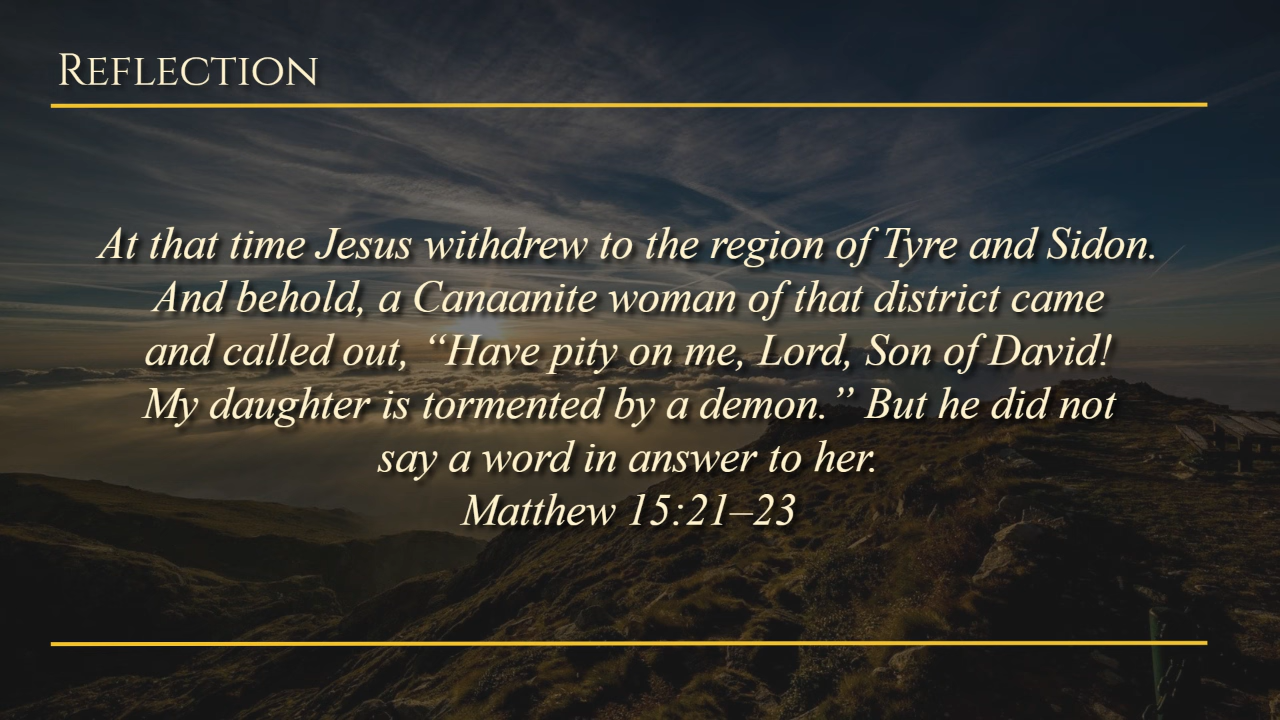 Reflection
At that time Jesus withdrew to the region of Tyre and Sidon.
And behold, a Canaanite woman of that district came
and called out, “Have pity on me, Lord, Son of David!
My daughter is tormented by a demon.” But he did not
say a word in answer to her.
Matthew 15:21–23